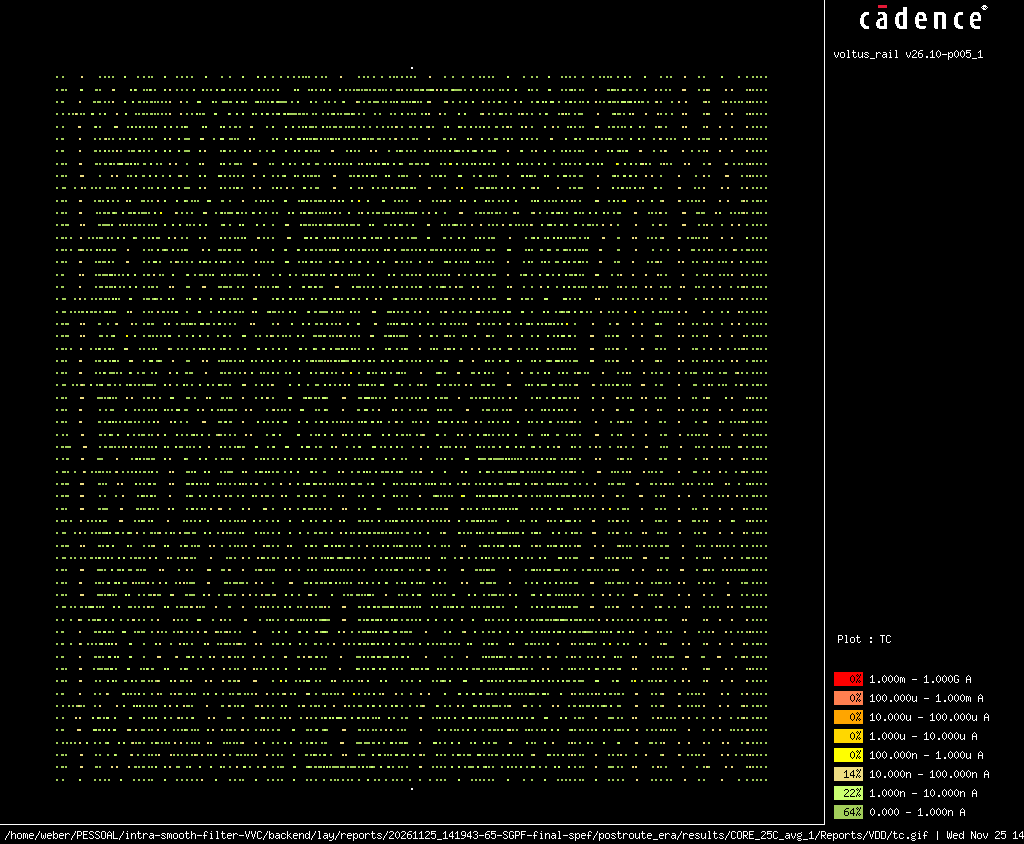 cādence®
voltus_rail v26.10-p005_1
Plot : TC
0% 1.000m - 1.000G A
0% 100.000u - 1.000m A
0% 10.000u - 100.000u A
0% 1.000u - 10.000u A
0% 100.000n - 1.000u A
14% 10.000n - 100.000n A
22% 1.000n - 10.000n A
64% 0.000 - 1.000n A
/home/weber/PESSOAL/intra-smooth-filter-VVC/backend/lay/reports/20261125_141943-65-SGPF-final-spef/postroute_era/results/CORE_25C_avg_1/Reports/VDD/tc.gif | Wed Nov 25 14